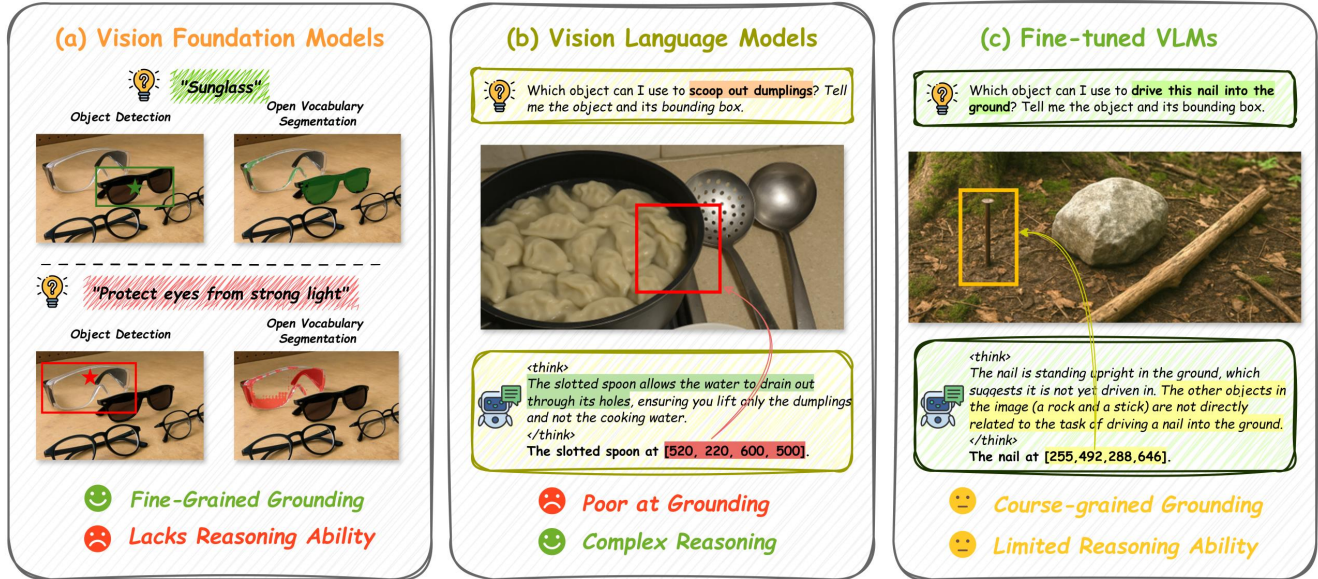 (a) Vision Foundation Models
"Sunglass"
Object Detection
Open Vocabulary
Segmentation
"Protect eyes from strong light"
Object Detection
Open Vocabulary
Segmentation
Fine-Grained Grounding
Lacks Reasoning Ability
(b) Vision Language Models
Which object can I use to scoop out dumplings? Tell
me the object and its bounding box.
<think>
The slotted spoon allows the water to drain out
through its holes, ensuring you lift only the dumplings
and not the cooking water.
</think>
The slotted spoon at [520, 220, 600, 500].
Poor at Grounding
Complex Reasoning
(c) Fine-tuned VLMs
Which object can I use to drive this nail into the
ground? Tell me the object and its bounding box.
<think>
The nail is standing upright in the ground, which
suggests it is not yet driven in. The other objects in
the image (a rock and a stick) are not directly
related to the task of driving a nail into the ground.
</think>
The nail at [255,492,288,646].
Course-grained Grounding
Limited Reasoning Ability